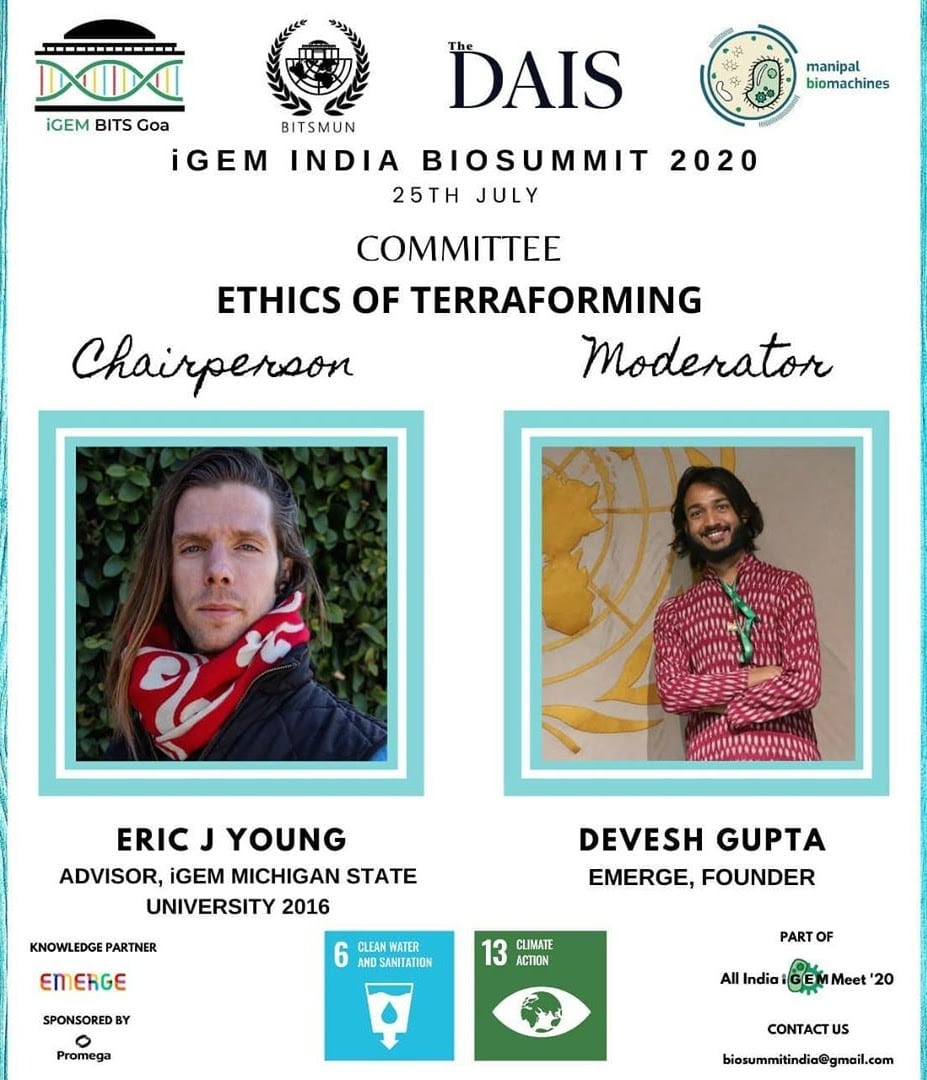 iGEM BITS Goa
BITSMUN
The
DAIS
manipal
biomachines
iGEM INDIA BIOSUMMIT 2020
25TH JULY
COMMITTEE
ETHICS OF TERRAFORMING
Chairperson
Moderator
ERIC J YOUNG
ADVISOR, iGEM MICHIGAN STATE
UNIVERSITY 2016
DEVESH GUPTA
EMERGE, FOUNDER
KNOWLEDGE PARTNER
EMERGE
SPONSORED BY
Promega
6 CLEAN WATER
AND SANITATION
13 CLIMATE
ACTION
PART OF
All India iGEM Meet '20
CONTACT US
biosummitindia@gmail.com